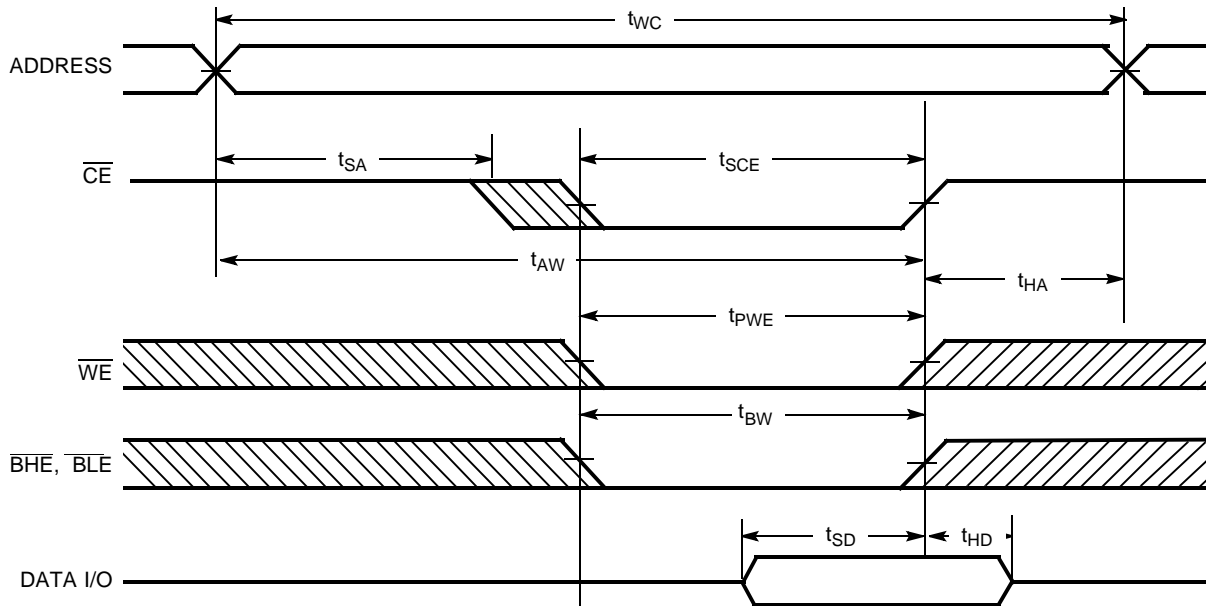 tWC
ADDRESS
tSA
tSCE
CE
tAW
tHA
tPWE
WE
tBW
BHE, BLE
tSD
tHD
DATA I/O